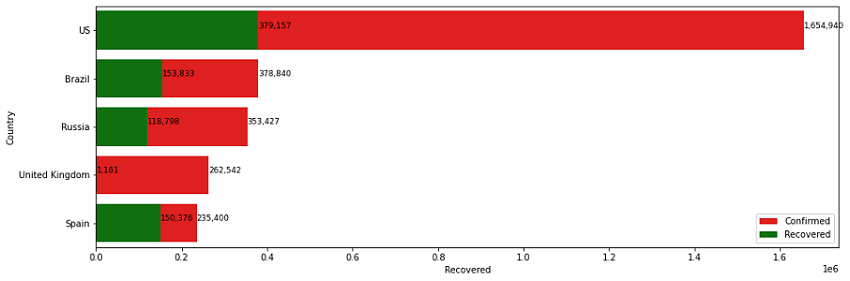 US
379,157
1,654,940
Brazil
153,833
378,840
Russia
118,798
353,427
United Kingdom
1,161
262,542
Spain
150,376
235,400
Country
Confirmed
Recovered
0.0 0.2 0.4 0.6 0.8 1.0 1.2 1.4 1.6
1e6
Recovered